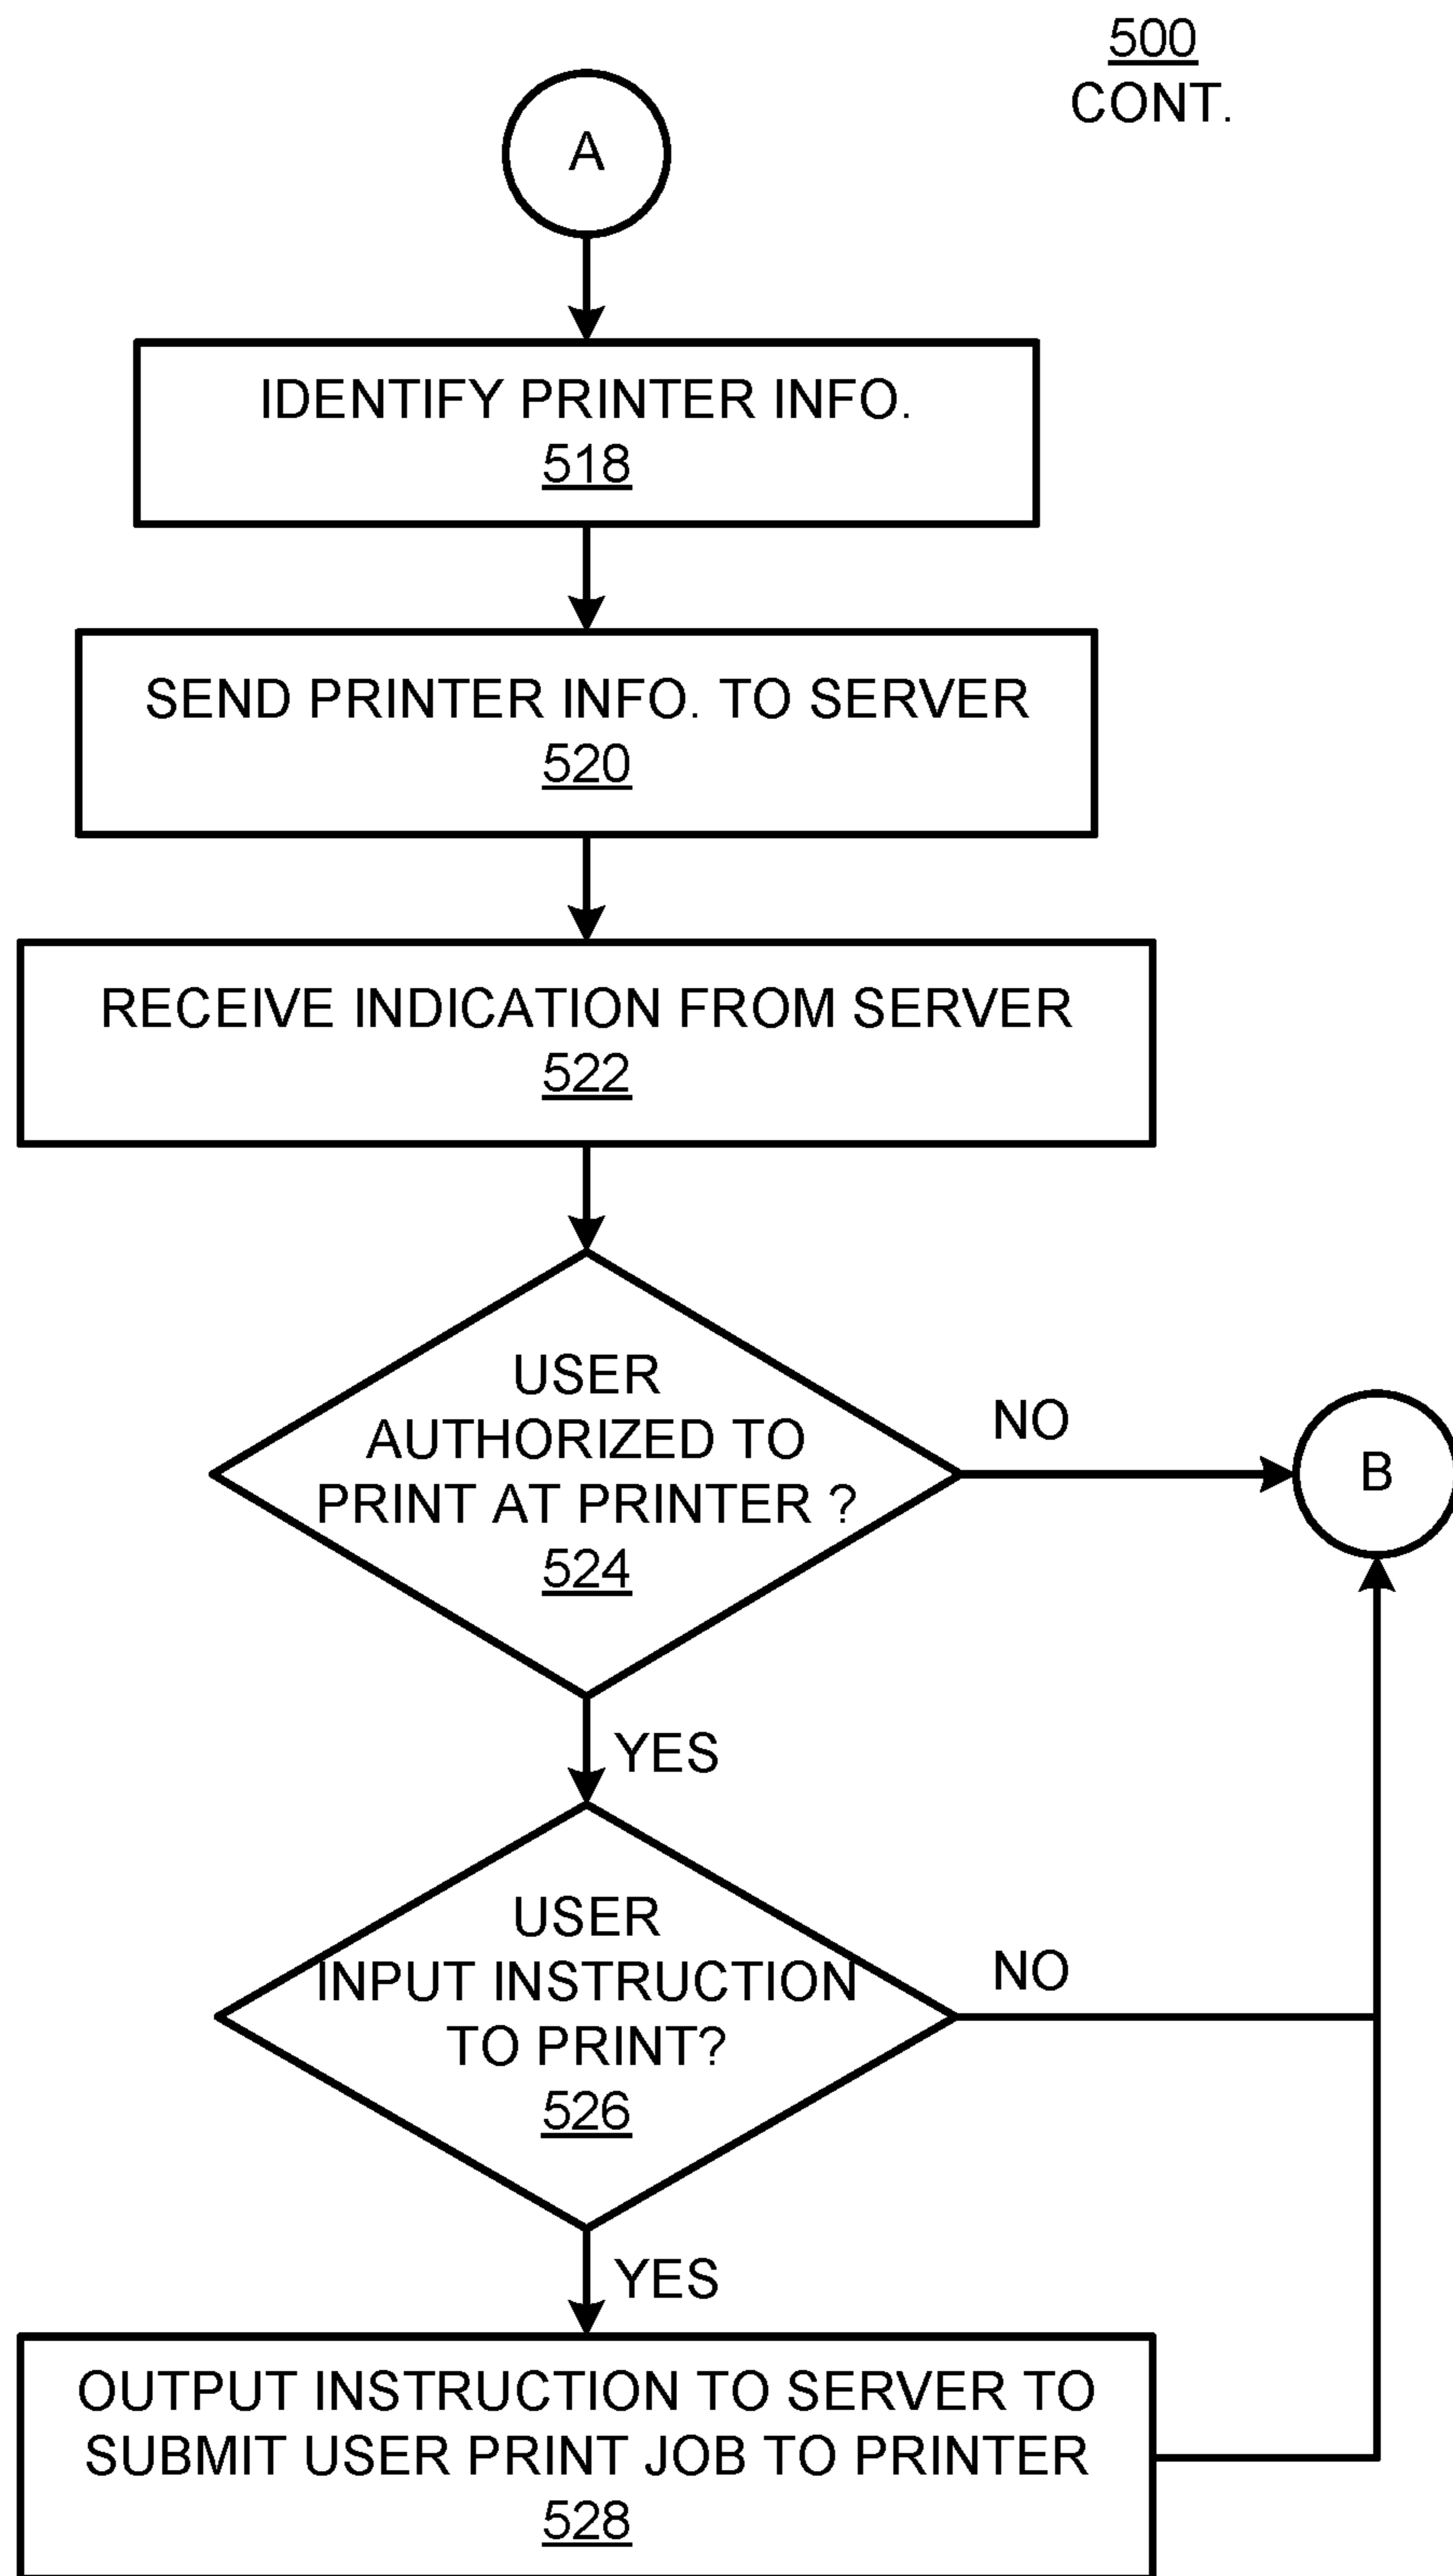 500
CONT.
A
IDENTIFY PRINTER INFO.
518
SEND PRINTER INFO. TO SERVER
520
RECEIVE INDICATION FROM SERVER
522
USER
AUTHORIZED TO
PRINT AT PRINTER ?
524
NO
B
YES
USER
INPUT INSTRUCTION
TO PRINT?
526
NO
YES
OUTPUT INSTRUCTION TO SERVER TO
SUBMIT USER PRINT JOB TO PRINTER
528